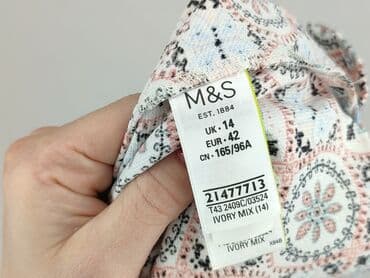 M&S
EST. 1884
UK • 14
EUR • 42
CN • 165/96A
21477713
T43 2409C/03524
IVORY MIX (14)
IVORY MIX